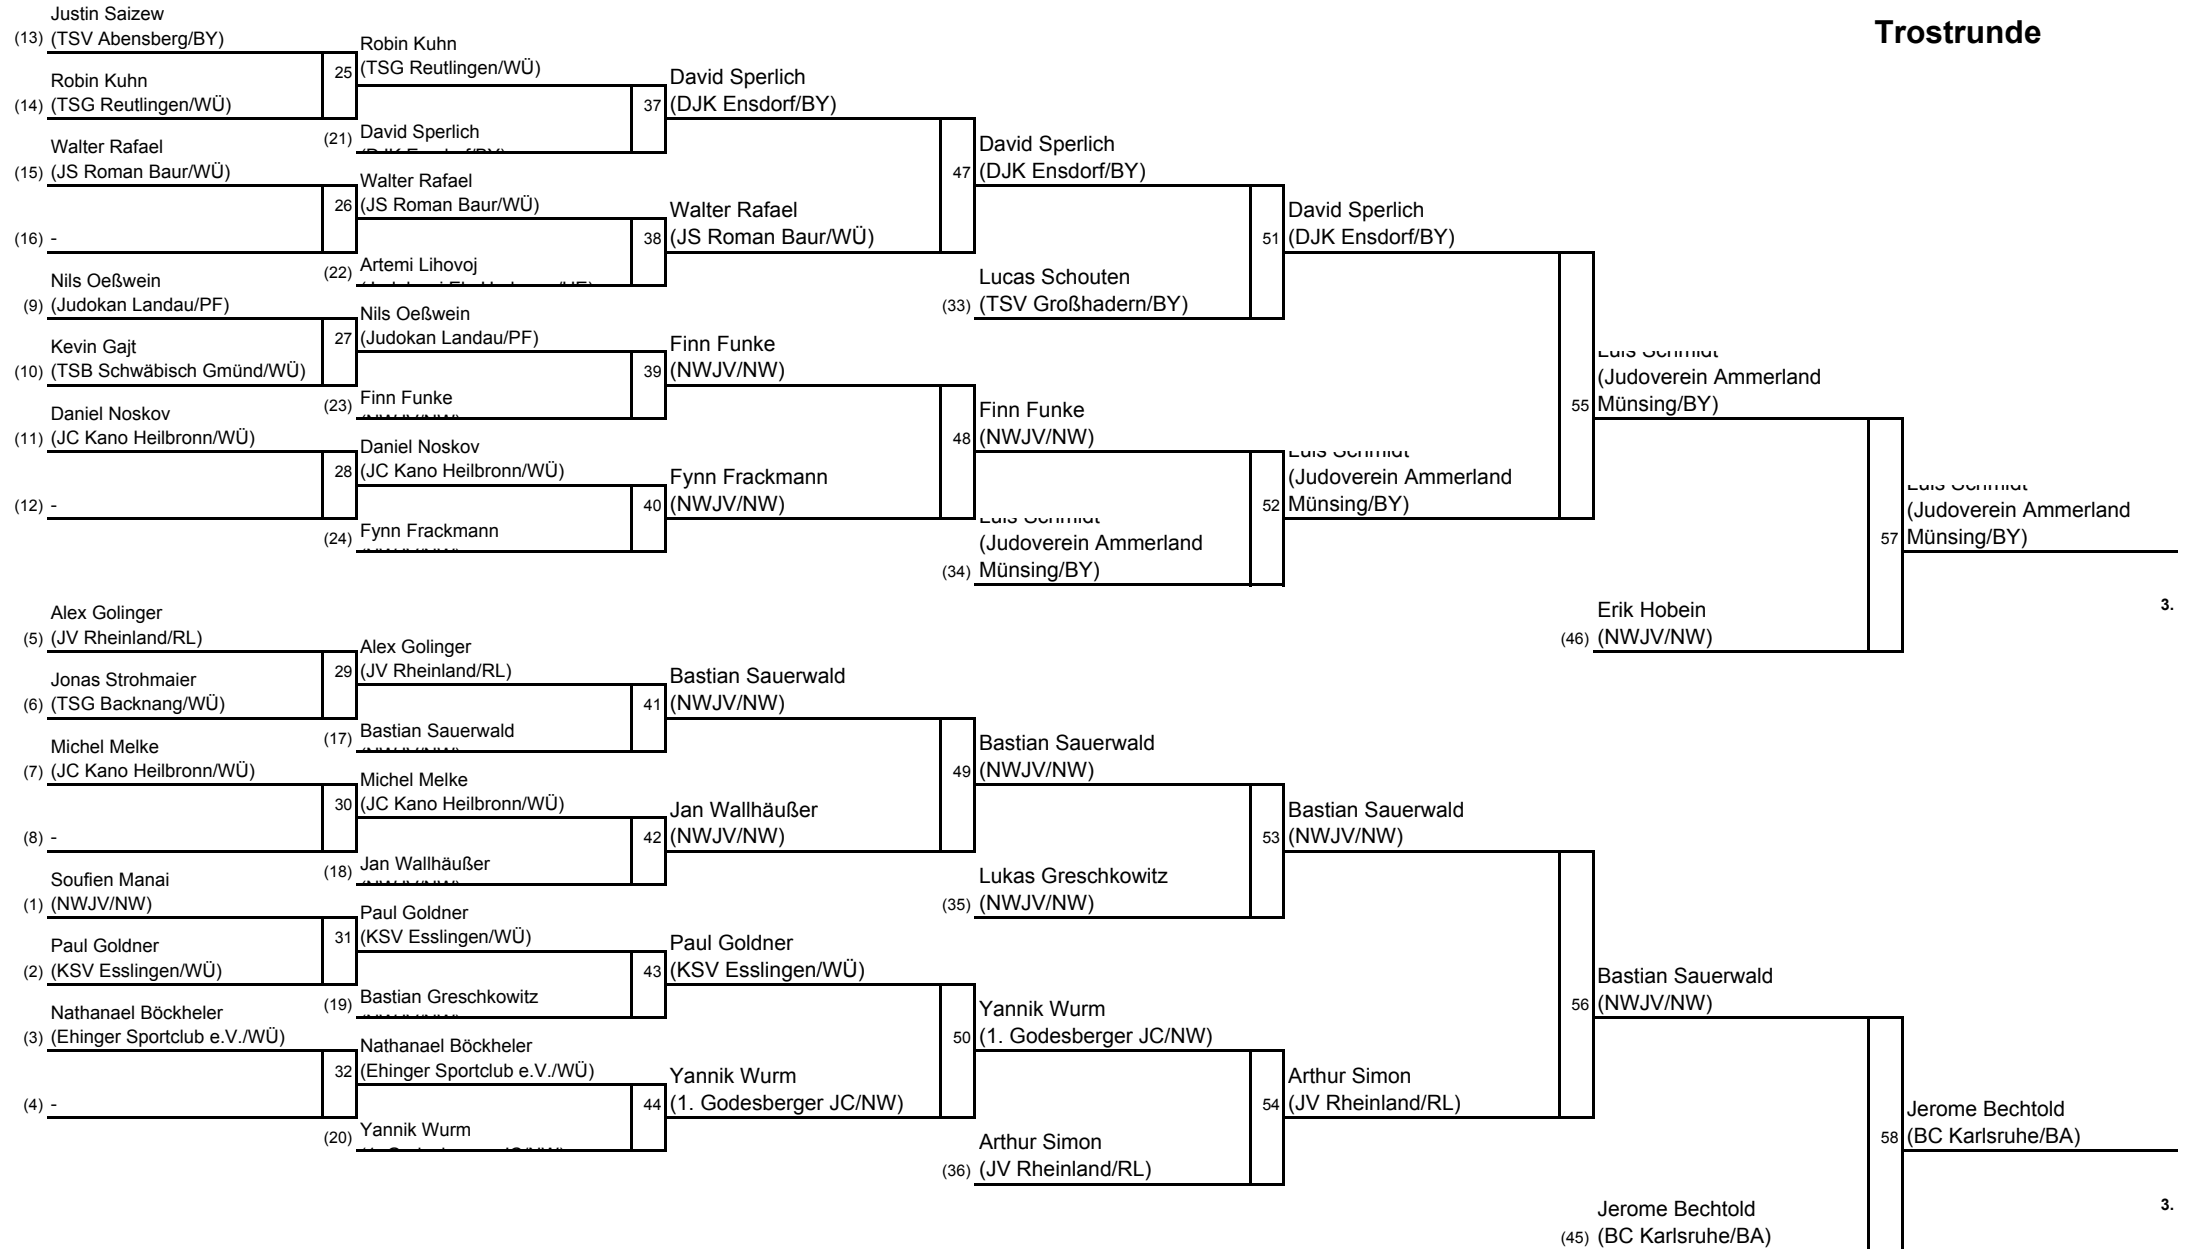 Trostrunde
Justin Saizew
(13) (TSV Abensberg/BY)
Robin Kuhn
(14) (TSG Reutlingen/WÜ)
Walter Rafael
(15) (JS Roman Baur/WÜ)
(16) -
Nils Oeßwein
(9) (Judokan Landau/PF)
Kevin Gajt
(10) (TSB Schwäbisch Gmünd/WÜ)
Daniel Noskov
(11) (JC Kano Heilbronn/WÜ)
(12) -
25
26
27
28
Robin Kuhn
(TSG Reutlingen/WÜ)
(21) David Sperlich
Walter Rafael
(JS Roman Baur/WÜ)
(22) Artemi Lihovoj
Nils Oeßwein
(Judokan Landau/PF)
(23) Finn Funke
Daniel Noskov
(JC Kano Heilbronn/WÜ)
(24) Fynn Frackmann
37
38
39
40
David Sperlich
(DJK Ensdorf/BY)
Walter Rafael
(JS Roman Baur/WÜ)
Finn Funke
(NWJV/NW)
Fynn Frackmann
(NWJV/NW)
47
48
David Sperlich
(DJK Ensdorf/BY)
Lucas Schouten
(33) (TSV Großhadern/BY)
Finn Funke
(NWJV/NW)
Luis Schmidt
(Judoverein Ammerland
(34) Münsing/BY)
51
52
David Sperlich
(DJK Ensdorf/BY)
Luis Schmidt
(Judoverein Ammerland
Münsing/BY)
55
Luis Schmidt
(Judoverein Ammerland
Münsing/BY)
Erik Hobein
(46) (NWJV/NW)
57
Luis Schmidt
(Judoverein Ammerland
Münsing/BY)
3.
Alex Golinger
(5) (JV Rheinland/RL)
Jonas Strohmaier
(6) (TSG Backnang/WÜ)
Michel Melke
(7) (JC Kano Heilbronn/WÜ)
(8) -
Soufien Manai
(1) (NWJV/NW)
Paul Goldner
(2) (KSV Esslingen/WÜ)
Nathanael Böckheler
(3) (Ehinger Sportclub e.V./WÜ)
(4) -
29
30
31
32
Alex Golinger
(JV Rheinland/RL)
(17) Bastian Sauerwald
Michel Melke
(JC Kano Heilbronn/WÜ)
(18) Jan Wallhäußer
Paul Goldner
(KSV Esslingen/WÜ)
(19) Bastian Greschkowitz
Nathanael Böckheler
(Ehinger Sportclub e.V./WÜ)
(20) Yannik Wurm
41
42
43
44
Bastian Sauerwald
(NWJV/NW)
Jan Wallhäußer
(NWJV/NW)
Paul Goldner
(KSV Esslingen/WÜ)
Yannik Wurm
(1. Godesberger JC/NW)
49
50
Bastian Sauerwald
(NWJV/NW)
Lukas Greschkowitz
(35) (NWJV/NW)
Yannik Wurm
(1. Godesberger JC/NW)
Arthur Simon
(36) (JV Rheinland/RL)
53
54
Bastian Sauerwald
(NWJV/NW)
Arthur Simon
(JV Rheinland/RL)
56
Bastian Sauerwald
(NWJV/NW)
Jerome Bechtold
(45) (BC Karlsruhe/BA)
58
Jerome Bechtold
(BC Karlsruhe/BA)
3.